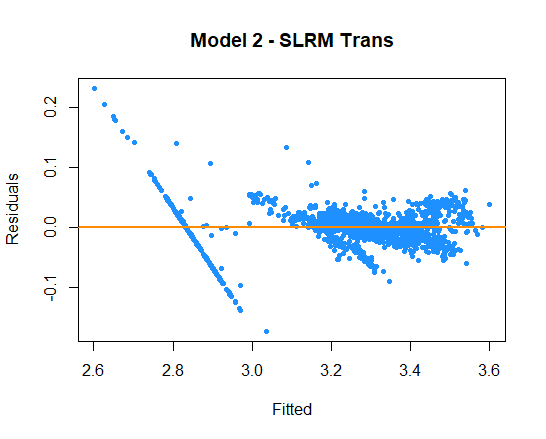 Model 2 - SLRM Trans
Residuals
0.2
0.1
0.0
-0.1
2.6 2.8 3.0 3.2 3.4 3.6
Fitted